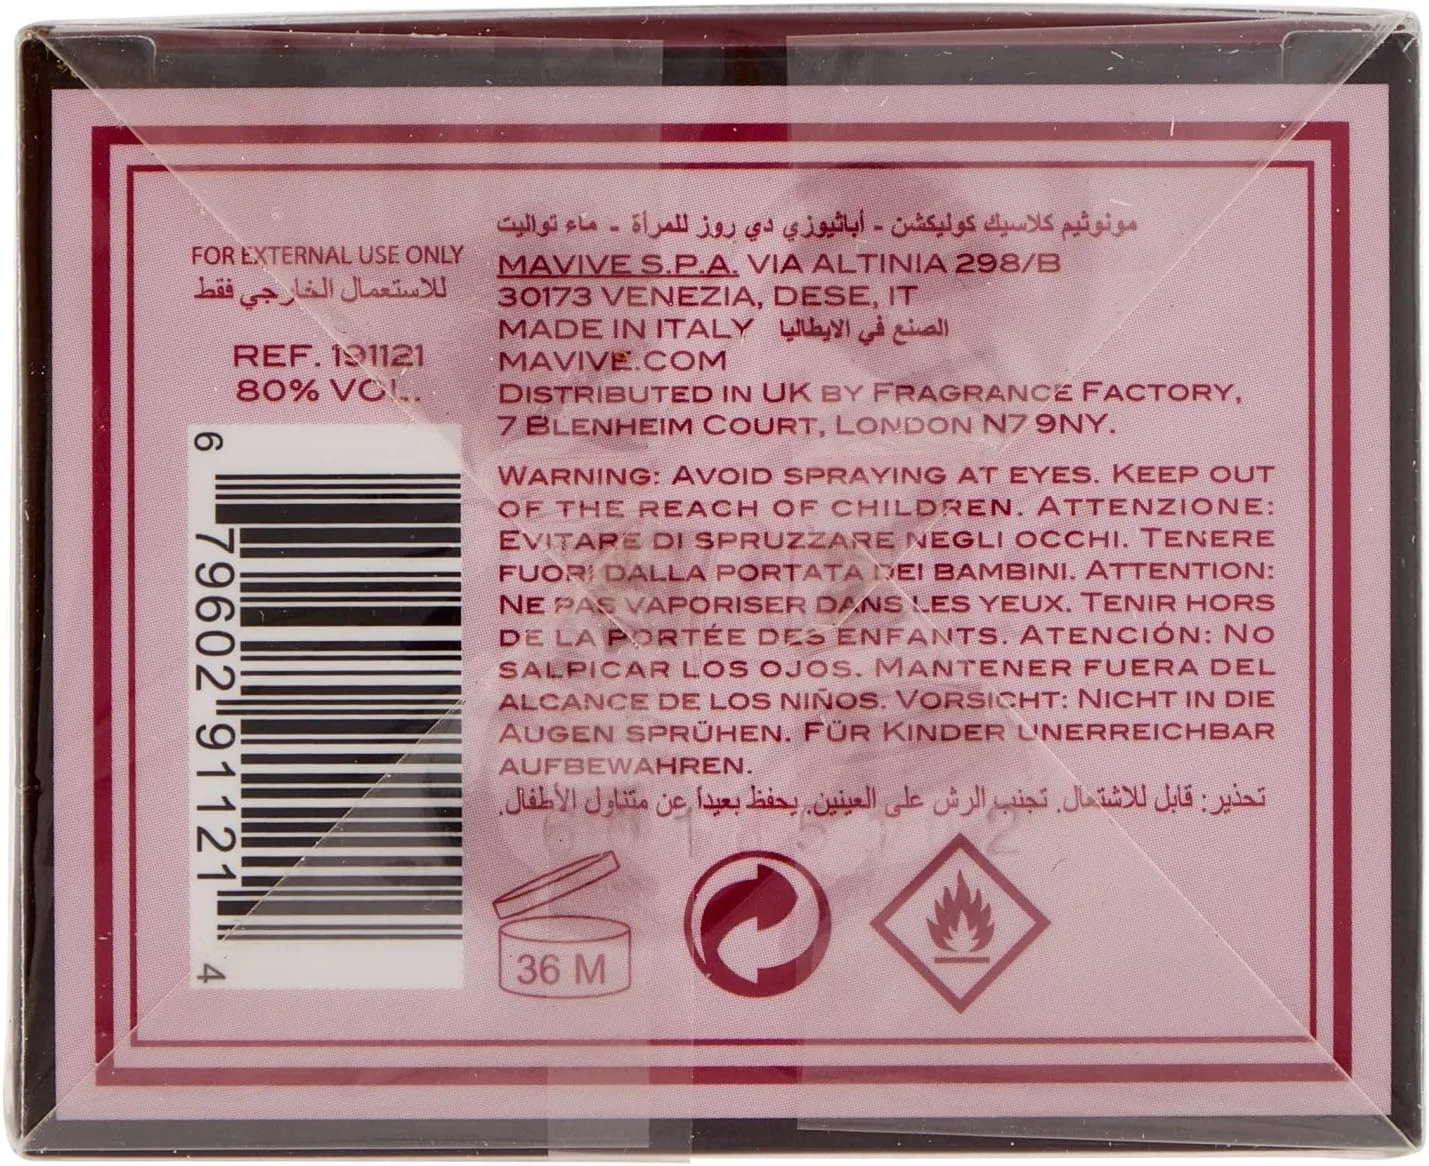 FOR EXTERNAL USE ONLY
للاستعمال الخارجي فقط
REF. 191121
80% VOL.
6 79602 91121 4
مونوثيم كلاسيك كوليكشن - أباثيوزي دي روز للمرأة - ماء تواليت
MAVIVE S.P.A. VIA ALTINIA 298/B
30173 VENEZIA, DESE, IT
MADE IN ITALY الصنع في الايطاليا
MAVIVE.COM
DISTRIBUTED IN UK BY FRAGRANCE FACTORY,
7 BLENHEIM COURT, LONDON N7 9NY.
WARNING: AVOID SPRAYING AT EYES. KEEP OUT
OF THE REACH OF CHILDREN. ATTENZIONE:
EVITARE DI SPRUZZARE NEGLI OCCHI. TENERE
FUORI DALLA PORTATA DEI BAMBINI. ATTENTION:
NE PAS VAPORISER DANS LES YEUX. TENIR HORS
DE LA PORTÉE DES ENFANTS. ATENCIÓN: NO
SALPICAR LOS OJOS. MANTENER FUERA DEL
ALCANCE DE LOS NIÑOS. VORSICHT: NICHT IN DIE
AUGEN SPRÜHEN. FÜR KINDER UNERREICHBAR
AUFBEWAHREN.
تحذير: قابل للاشتعال. تجنب الرش على العينين. يحفظ بعيداً عن متناول الأطفال.
36 M